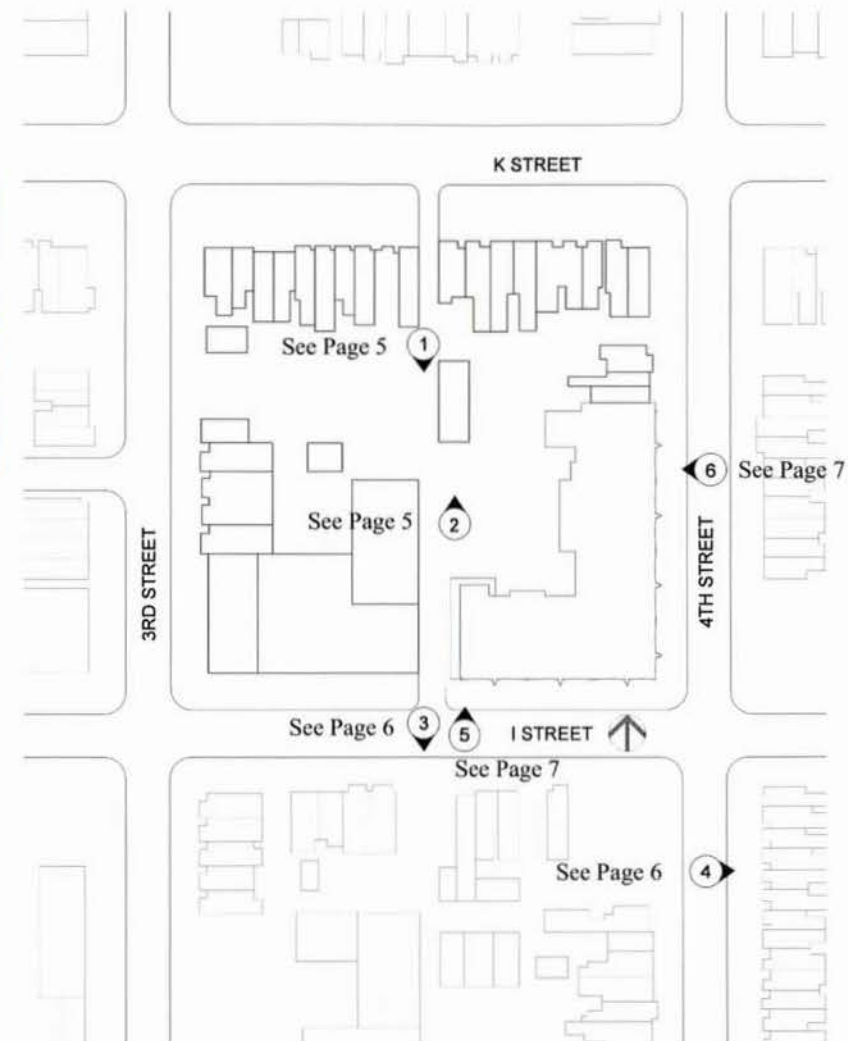 K STREET
See Page 5 1
6 See Page 7
See Page 5 2
3RD STREET
4TH STREET
See Page 6 3
5 I STREET
See Page 7
See Page 6 4